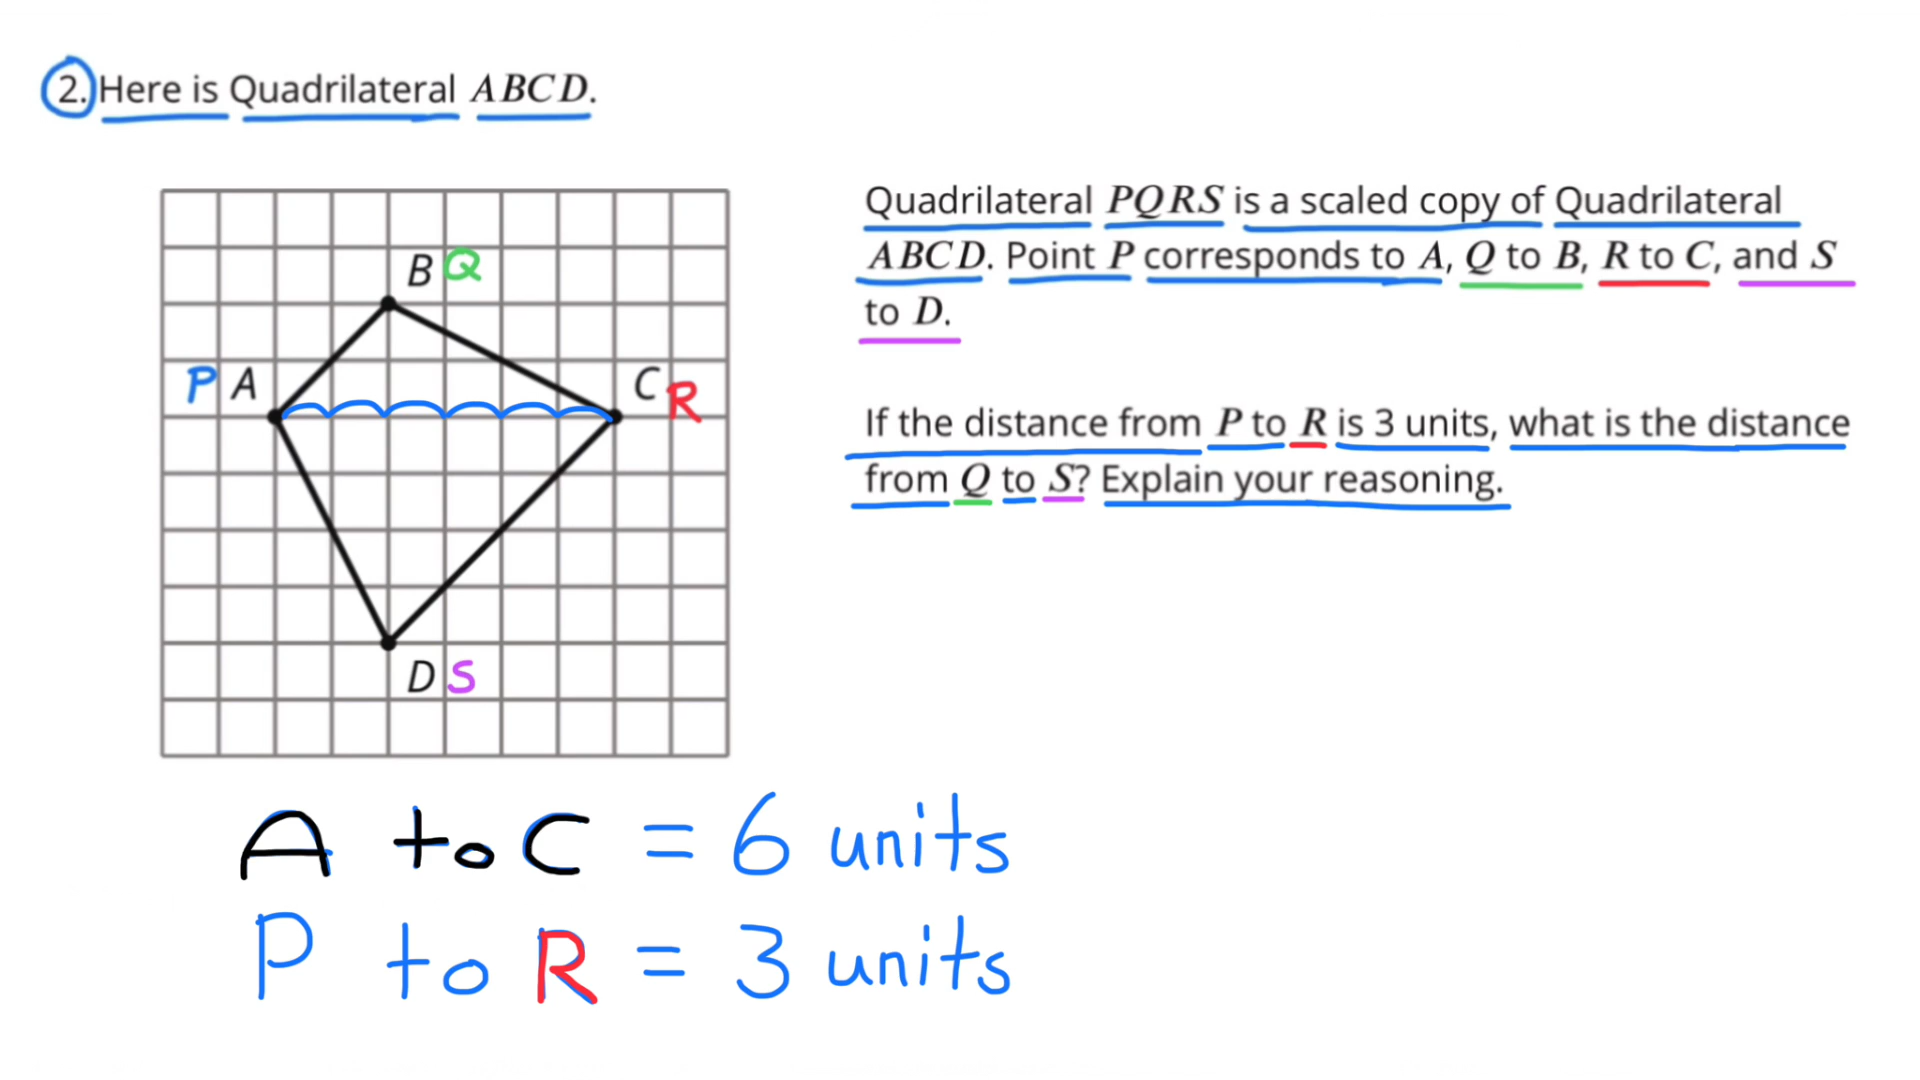 2. Here is Quadrilateral ABCD.
Quadrilateral PQRS is a scaled copy of Quadrilateral
ABCD. Point P corresponds to A, Q to B, R to C, and S
to D.
If the distance from P to R is 3 units, what is the distance
from Q to S? Explain your reasoning.
B Q
P A
C R
D S
A to C = 6 units
P to R = 3 units